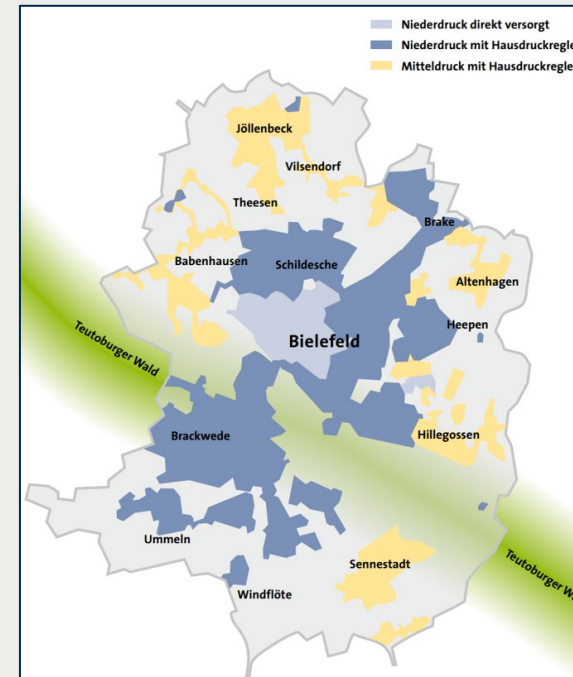 Niederdruck direkt versorgt
Niederdruck mit Hausdruckregle
Mitteldruck mit Hausdruckregle
Jöllenbeck
Vilsendorf
Theesen
Brake
Babenhausen
Schildesche
Altenhagen
Heepen
Bielefeld
Teutoburger Wald
Hillegossen
Brackwede
Ummeln
Sennestadt
Windflöte
Teutoburger Wa